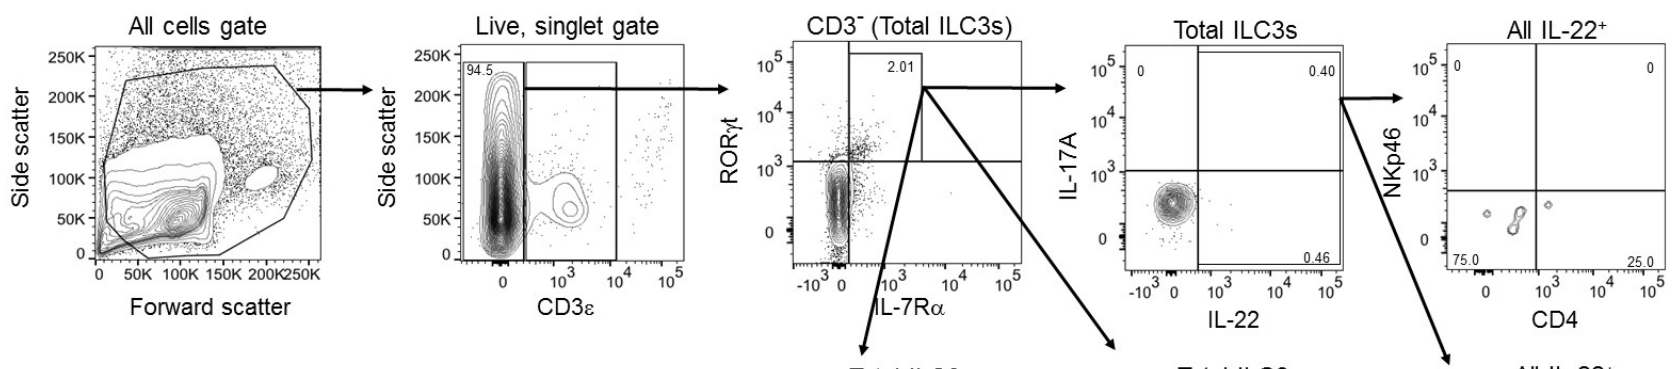 All cells gate
Live, singlet gate
CD3⁻ (Total ILC3s)
Total ILC3s
All IL-22⁺
Side scatter
250K
200K
150K
100K
50K
0
0 50K 100K 150K 200K 250K
Forward scatter
Side scatter
250K
200K
150K
100K
50K
0
94.5
0 10³ 10⁴ 10⁵
CD3ε
RORγt
10⁵
10⁴
10³
0
2.01
-10³ 0 10³ 10⁴ 10⁵
IL-7Rα
IL-17A
10⁵
10⁴
10³
0
0
0.40
0.46
-10³ 0 10³ 10⁴ 10⁵
IL-22
NKp46
10⁵
10⁴
10³
0
0
0
75.0
25.0
0 10³ 10⁴ 10⁵
CD4